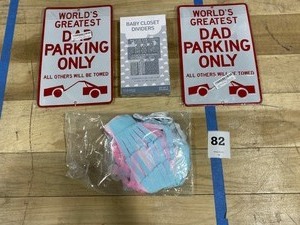 WORLD'S
GREATEST
DAD
PARKING
ONLY
ALL OTHERS WILL BE TOWED
BABY CLOSET
DIVIDERS
WORLD'S
GREATEST
DAD
PARKING
ONLY
ALL OTHERS WILL BE TOWED
82